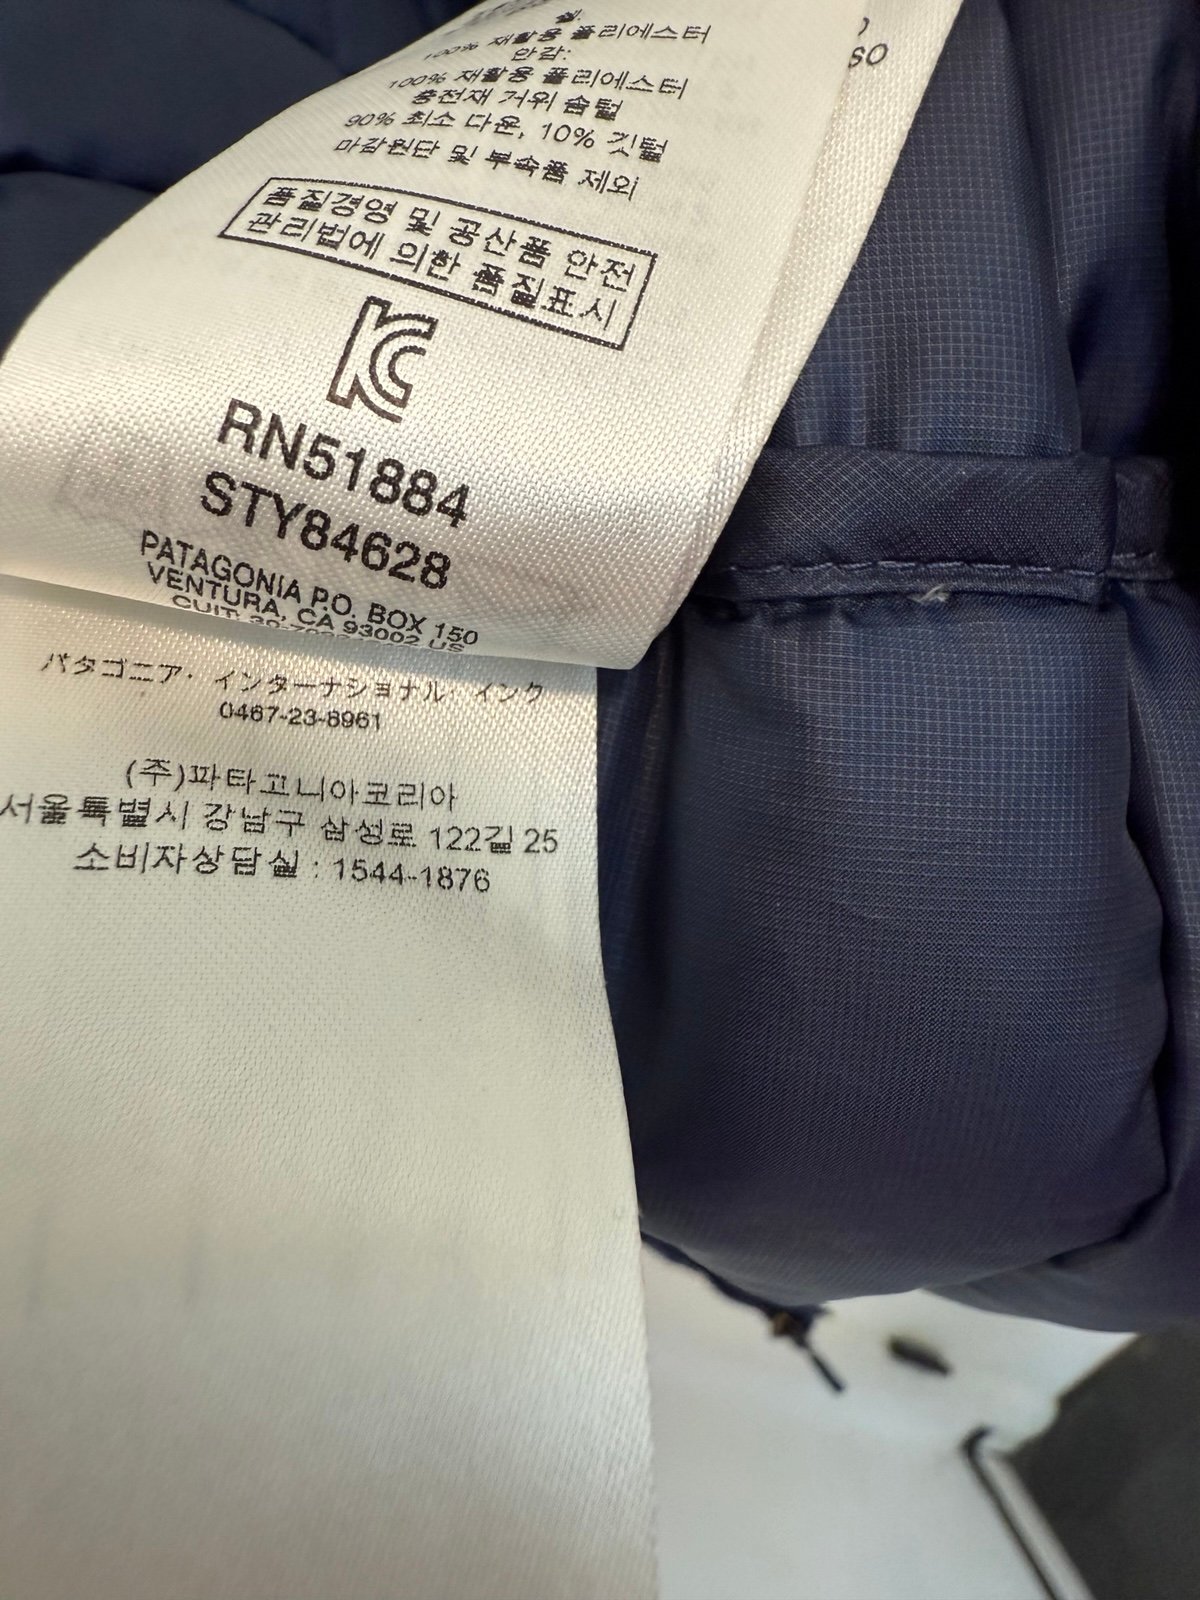 쉘:
100% 재활용 폴리에스터
안감:
100% 재활용 폴리에스터
충전재 거위 솜털
90% 최소 다운, 10% 깃털
마감원단 및 부속품 제외
품질경영 및 공산품 안전
관리법에 의한 품질표시
RN51884
STY84628
PATAGONIA P.O. BOX 150
VENTURA, CA 93002 US
CUIT:
SO
パタゴニア・インターナショナル・インク
0467-23-8961
(주)파타고니아코리아
서울특별시 강남구 삼성로 122길 25
소비자상담실 : 1544-1876